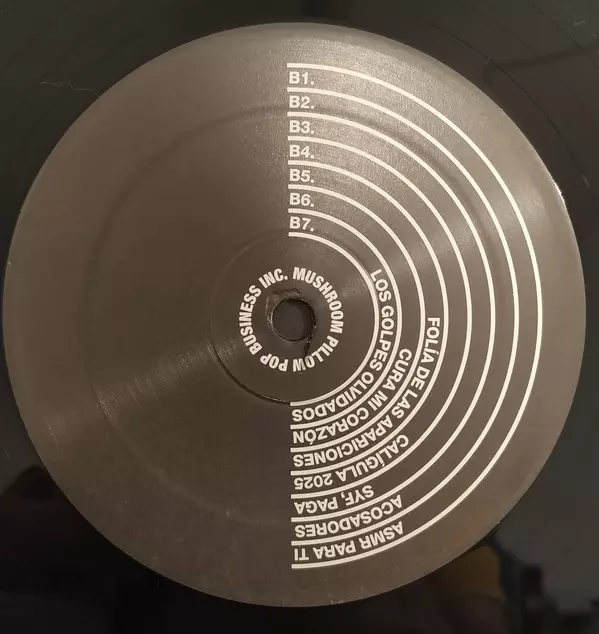 B1. ASMR PARA TI
B2. ACOSADORES
B3. SYF, PAGA
B4. CALÍGULA 2025
B5. FOLÍA DE LAS APARICIONES
B6. CURA MI CORAZÓN
B7. LOS GOLPES OLVIDADOS
MUSHROOM PILLOW POP BUSINESS INC.